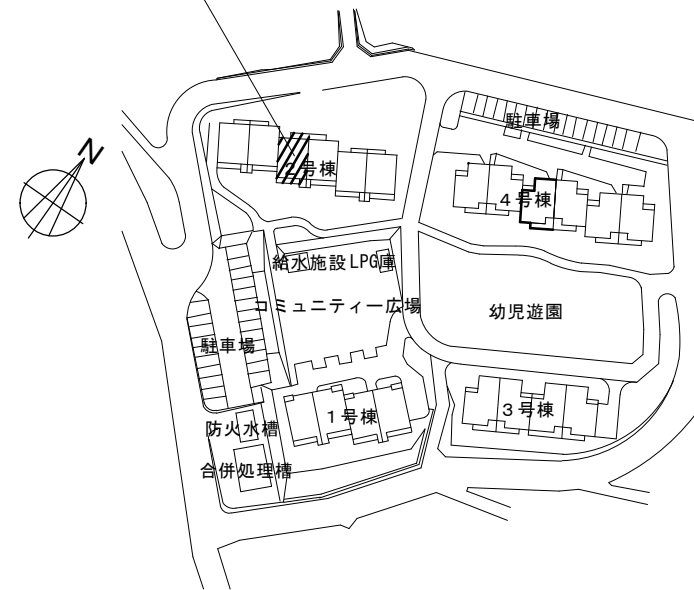 N
駐車場
2号棟
4号棟
給水施設 LPG庫
コミュニティー広場
幼児遊園
駐車場
1号棟
3号棟
防火水槽
合併処理槽